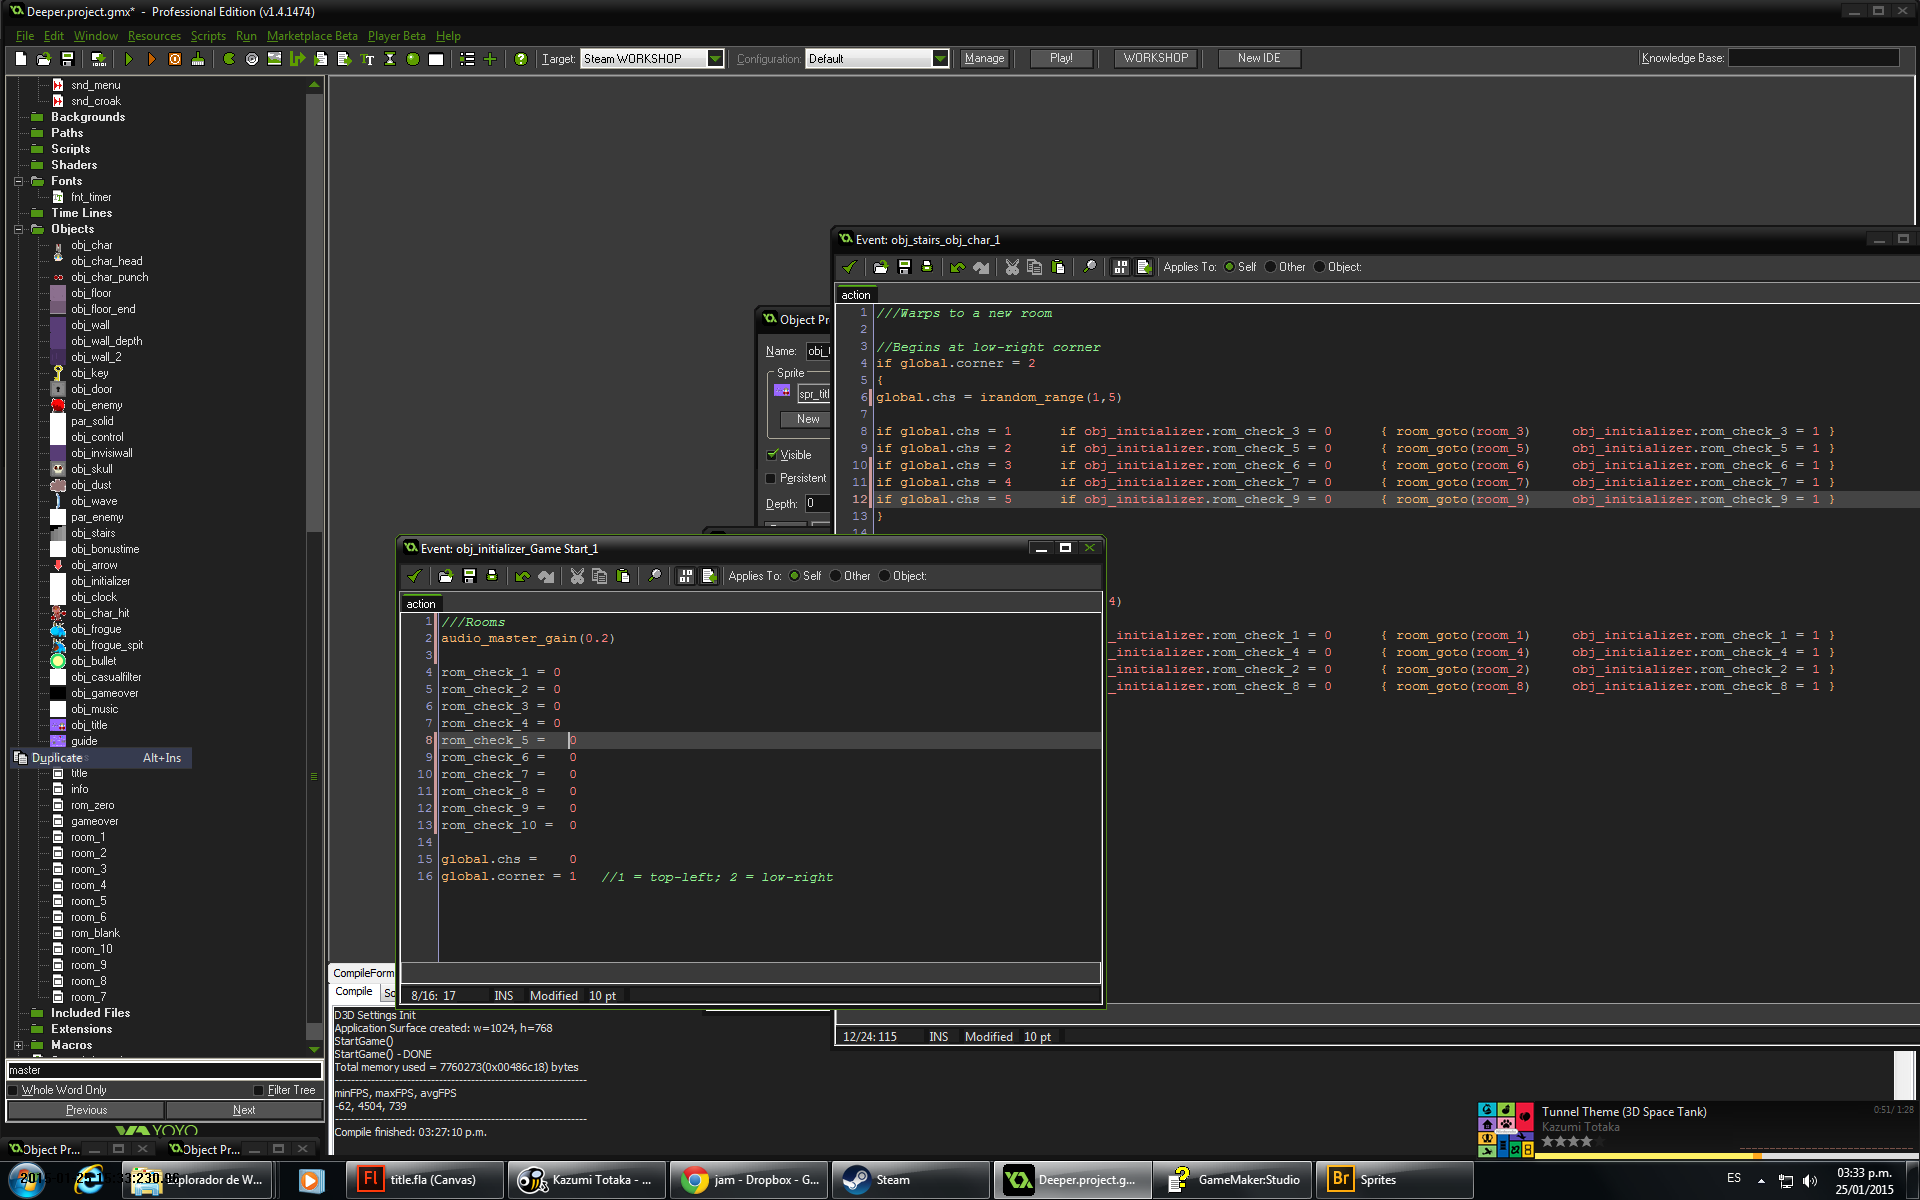 Deeper.project.gmx* - Professional Edition (v1.4.1474)
File Edit Window Resources Scripts Run Marketplace Beta Player Beta Help
Target: Steam WORKSHOP Configuration: Default Manage Play! WORKSHOP New IDE Knowledge Base:
snd_menu
snd_croak
Backgrounds
Paths
Scripts
Shaders
Fonts
fnt_timer
Time Lines
Objects
obj_char
obj_char_head
obj_char_punch
obj_floor
obj_floor_end
obj_wall
obj_wall_depth
obj_wall_2
obj_key
obj_door
obj_enemy
par_solid
obj_control
obj_invisiwall
obj_skull
obj_dust
obj_wave
par_enemy
obj_stairs
obj_bonustime
obj_arrow
obj_initializer
obj_clock
obj_char_hit
obj_frogue
obj_frogue_spit
obj_bullet
obj_casualfilter
obj_gameover
obj_music
obj_title
guide
Duplicate Alt+Ins
title
info
rom_zero
gameover
room_1
room_2
room_3
room_4
room_5
room_6
rom_blank
room_10
room_9
room_8
room_7
Included Files
Extensions
Macros
master
Whole Word Only Filter Tree
Previous Next
YOYO
Object Pr... Object Pr...
Object Pr
Name: obj_
Sprite
spr_titl
New
Visible
Persistent
Depth: 0
Event: obj_stairs_obj_char_1
Applies To: Self Other Object:
action
1 ///Warps to a new room
2
3 //Begins at low-right corner
4 if global.corner = 2
5 {
6 global.chs = irandom_range(1,5)
7
8 if global.chs = 1 if obj_initializer.rom_check_3 = 0 { room_goto(room_3) obj_initializer.rom_check_3 = 1 }
9 if global.chs = 2 if obj_initializer.rom_check_5 = 0 { room_goto(room_5) obj_initializer.rom_check_5 = 1 }
10 if global.chs = 3 if obj_initializer.rom_check_6 = 0 { room_goto(room_6) obj_initializer.rom_check_6 = 1 }
11 if global.chs = 4 if obj_initializer.rom_check_7 = 0 { room_goto(room_7) obj_initializer.rom_check_7 = 1 }
12 if global.chs = 5 if obj_initializer.rom_check_9 = 0 { room_goto(room_9) obj_initializer.rom_check_9 = 1 }
13 }
14
4)
_initializer.rom_check_1 = 0 { room_goto(room_1) obj_initializer.rom_check_1 = 1 }
_initializer.rom_check_4 = 0 { room_goto(room_4) obj_initializer.rom_check_4 = 1 }
_initializer.rom_check_2 = 0 { room_goto(room_2) obj_initializer.rom_check_2 = 1 }
_initializer.rom_check_8 = 0 { room_goto(room_8) obj_initializer.rom_check_8 = 1 }
12/24: 115 INS Modified 10 pt
Event: obj_initializer_Game Start_1
Applies To: Self Other Object:
action
1 ///Rooms
2 audio_master_gain(0.2)
3
4 rom_check_1 = 0
5 rom_check_2 = 0
6 rom_check_3 = 0
7 rom_check_4 = 0
8 rom_check_5 = 0
9 rom_check_6 = 0
10 rom_check_7 = 0
11 rom_check_8 = 0
12 rom_check_9 = 0
13 rom_check_10 = 0
14
15 global.chs = 0
16 global.corner = 1 //1 = top-left; 2 = low-right
8/16: 17 INS Modified 10 pt
CompileForm
Compile
D3D Settings Init
Application Surface created: w=1024, h=768
StartGame()
StartGame() - DONE
Total memory used = 7760273(0x00486c18) bytes
minFPS, maxFPS, avgFPS
-62, 4504, 739
Compile finished: 03:27:10 p.m.
Tunnel Theme (3D Space Tank) 0:51/ 1:28
Kazumi Totaka
plorador de W... title.fla (Canvas) Kazumi Totaka - ... jam - Dropbox - G... Steam Deeper.project.g... GameMaker:Studio Sprites
ES 03:33 p.m.
25/01/2015